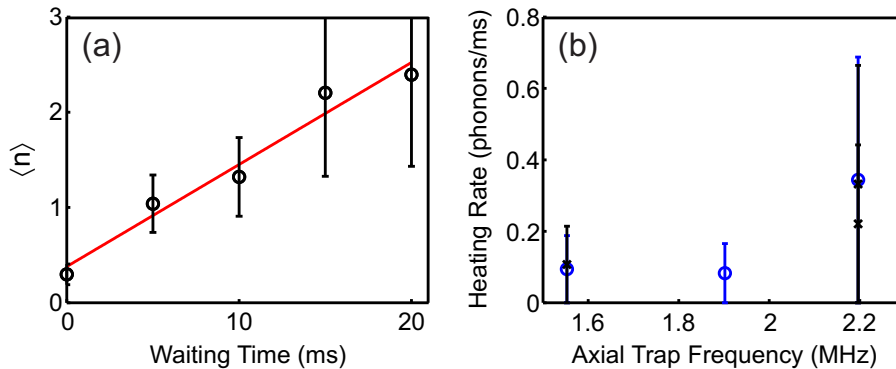 (a)
3
2
1
0
⟨n⟩
0
10
20
Waiting Time (ms)
(b)
0.8
0.6
0.4
0.2
0
Heating Rate (phonons/ms)
1.6
1.8
2
2.2
Axial Trap Frequency (MHz)